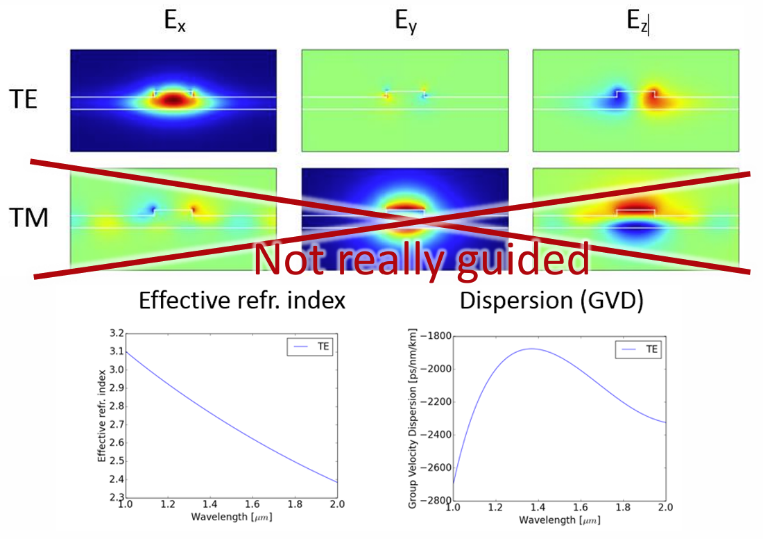 Ex Ey Ez
TE
TM
Not really guided
Effective refr. index Dispersion (GVD)
3.2
3.1
3.0
2.9
2.8
2.7
2.6
2.5
2.4
2.3
Effective refr. index
TE
1.0 1.2 1.4 1.6 1.8 2.0
Wavelength [μm]
−1800
−2000
−2200
−2400
−2600
−2800
Group Velocity Dispersion [ps/nm/km]
TE
1.0 1.2 1.4 1.6 1.8 2.0
Wavelength [μm]